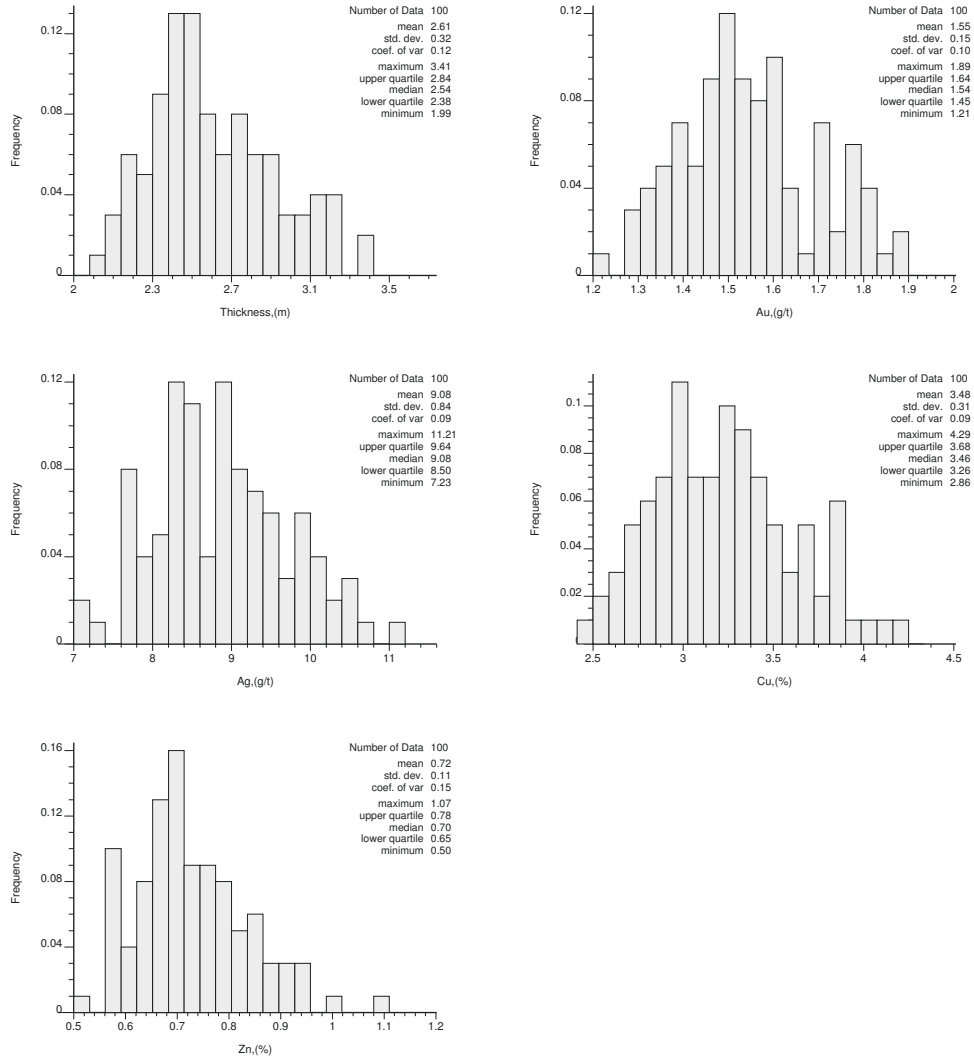 Number of Data 100
mean 2.61
std. dev. 0.32
coef. of var 0.12
maximum 3.41
upper quartile 2.84
median 2.54
lower quartile 2.38
minimum 1.99
Frequency
0.12
0.08
0.04
0
2 2.3 2.7 3.1 3.5
Thickness,(m)
Number of Data 100
mean 1.55
std. dev. 0.15
coef. of var 0.10
maximum 1.89
upper quartile 1.64
median 1.54
lower quartile 1.45
minimum 1.21
Frequency
0.12
0.08
0.04
0
1.2 1.3 1.4 1.5 1.6 1.7 1.8 1.9 2
Au,(g/t)
Number of Data 100
mean 9.08
std. dev. 0.84
coef. of var 0.09
maximum 11.21
upper quartile 9.64
median 9.08
lower quartile 8.50
minimum 7.23
Frequency
0.12
0.08
0.04
0
7 8 9 10 11
Ag,(g/t)
Number of Data 100
mean 3.48
std. dev. 0.31
coef. of var 0.09
maximum 4.29
upper quartile 3.68
median 3.46
lower quartile 3.26
minimum 2.86
Frequency
0.1
0.08
0.06
0.04
0.02
0
2.5 3 3.5 4 4.5
Cu,(%)
Number of Data 100
mean 0.72
std. dev. 0.11
coef. of var 0.15
maximum 1.07
upper quartile 0.78
median 0.70
lower quartile 0.65
minimum 0.50
Frequency
0.16
0.12
0.08
0.04
0
0.5 0.6 0.7 0.8 0.9 1 1.1 1.2
Zn,(%)